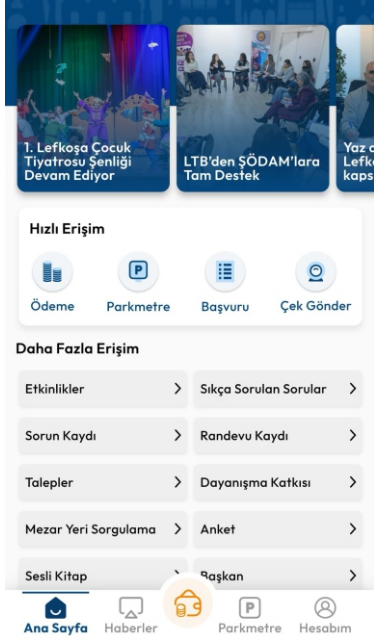 1. Lefkoşa Çocuk
Tiyatrosu Şenliği
Devam Ediyor
LTB'den ŞÖDAM'lara
Tam Destek
Yaz
Lefko
kaps
Hızlı Erişim
Ödeme
P
Parkmetre
Başvuru
Çek Gönder
Daha Fazla Erişim
Etkinlikler
Sıkça Sorulan Sorular
Sorun Kaydı
Randevu Kaydı
Talepler
Dayanışma Katkısı
Mezar Yeri Sorgulama
Anket
Sesli Kitap
Başkan
Ana Sayfa
Haberler
P
Parkmetre
Hesabım